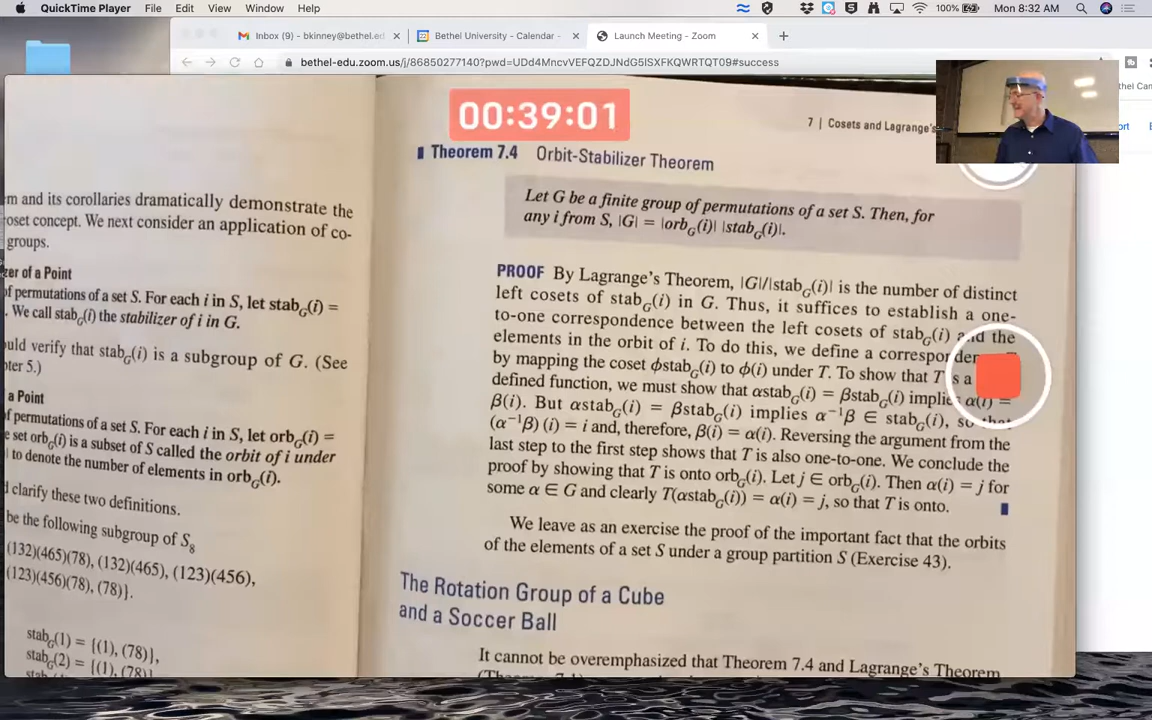 QuickTime Player File Edit View Window Help
100% Mon 8:32 AM
Inbox (9) - bkinney@bethel.ed
Bethel University - Calendar -
Launch Meeting - Zoom
bethel-edu.zoom.us/j/86850277140?pwd=UDd4MncvVEFQZDJNdG5lSXFKQWRTQT09#success
00:39:01
7 | Cosets and Lagrange's
em and its corollaries dramatically demonstrate the
oset concept. We next consider an application of co-
groups.
zer of a Point
of permutations of a set S. For each i in S, let stab_G(i) =
. We call stab_G(i) the stabilizer of i in G.
ould verify that stab_G(i) is a subgroup of G. (See
pter 5.)
a Point
f permutations of a set S. For each i in S, let orb_G(i) =
e set orb_G(i) is a subset of S called the orbit of i under
to denote the number of elements in orb_G(i).
d clarify these two definitions.
be the following subgroup of S_8
(132)(465)(78), (132)(465), (123)(456),
(123)(456)(78), (78)}.
stab_G(1) = {(1), (78)},
stab_G(2) = {(1), (78)}
Theorem 7.4 Orbit-Stabilizer Theorem
Let G be a finite group of permutations of a set S. Then, for
any i from S, |G| = |orb_G(i)| |stab_G(i)|.
PROOF By Lagrange's Theorem, |G|/|stab_G(i)| is the number of distinct
left cosets of stab_G(i) in G. Thus, it suffices to establish a one-
to-one correspondence between the left cosets of stab_G(i) and the
elements in the orbit of i. To do this, we define a corresponden
by mapping the coset ϕstab_G(i) to ϕ(i) under T. To show that T is a
defined function, we must show that αstab_G(i) = βstab_G(i) implies α(i) =
β(i). But αstab_G(i) = βstab_G(i) implies α⁻¹β ∈ stab_G(i), so that
(α⁻¹β) (i) = i and, therefore, β(i) = α(i). Reversing the argument from the
last step to the first step shows that T is also one-to-one. We conclude the
proof by showing that T is onto orb_G(i). Let j ∈ orb_G(i). Then α(i) = j for
some α ∈ G and clearly T(αstab_G(i)) = α(i) = j, so that T is onto.
We leave as an exercise the proof of the important fact that the orbits
of the elements of a set S under a group partition S (Exercise 43).
The Rotation Group of a Cube
and a Soccer Ball
It cannot be overemphasized that Theorem 7.4 and Lagrange's Theorem